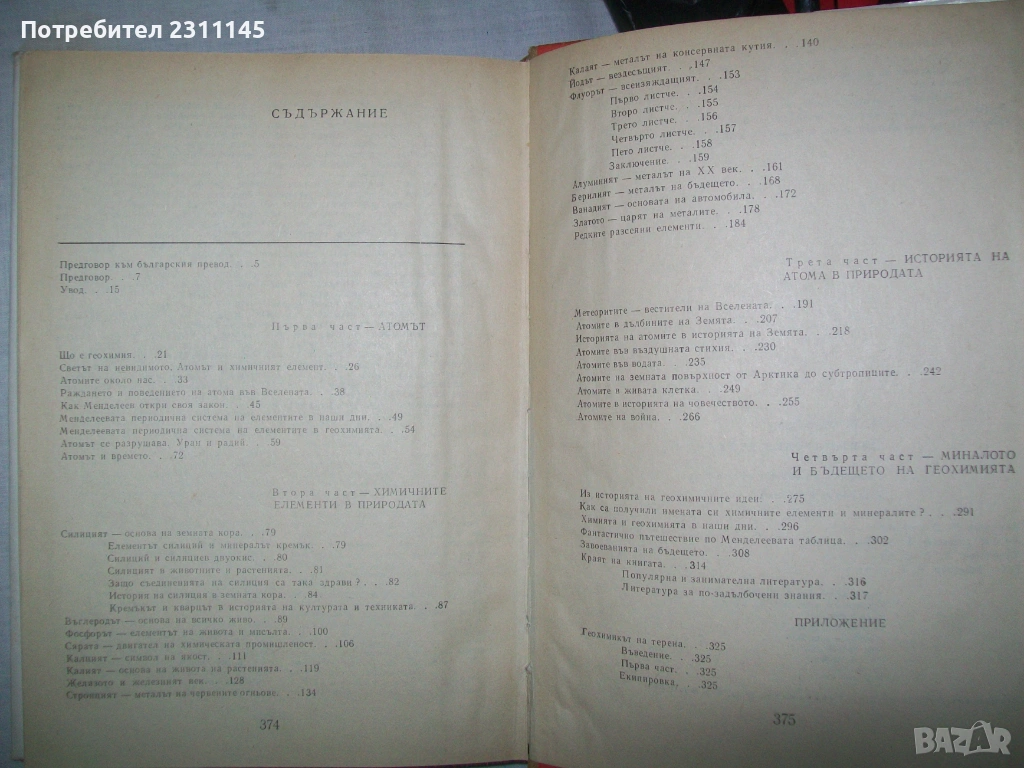 Потребител 2311145
СЪДЪРЖАНИЕ
Предговор към българския превод. . .5
Предговор. . .7
Увод. . .15
Първа част — АТОМЪТ
Що е геохимия. . .21
Светът на невидимото. Атомът и химичният елемент. . .26
Атомите около нас. . .33
Раждането и поведението на атома във Вселената. . .38
Как Менделеев откри своя закон. . .45
Менделеевата периодична система на елементите в наши дни. . .49
Менделеевата периодична система на елементите в геохимията. . .54
Атомът се разрушава. Уран и радий. . .59
Атомът и времето. . .72
Втора част — ХИМИЧНИТЕ
ЕЛЕМЕНТИ В ПРИРОДАТА
Силицият — основа на земната кора. . .79
Елементът силиций и минералът кремък. . .79
Силиций и силициев двуокис. . .80
Силицият в животните и растенията. . .81
Защо съединенията на силиция са така здрави?. . .82
История на силиция в земната кора. . .84
Кремъкът и кварцът в историята на културата и техниката. . .87
Въглеродът — основа на всичко живо. . .89
Фосфорът — елементът на живота и мисълта. . .100
Сярата — двигател на химическата промишленост. . .106
Калцият — символ на якост. . .111
Калият — основа на живота на растенията. . .119
Желязото и железният век. . .128
Стронцият — металът на червените огньове. . .134
374
Калаят — металът на консервната кутия. . . 140
Йодът — вездесъщият. . .147
Флуорът — всеизяждащият. . .153
Първо листче. . .154
Второ листче. . .155
Трето листче. . .156
Четвърто листче. . .157
Пето листче. . .158
Заключение. . .159
Алуминият — металът на XX век. . .161
Берилият — металът на бъдещето. . .168
Ванадият — основата на автомобила. . .172
Златото — царят на металите. . .178
Редките разсеяни елементи. . .184
Трета част — ИСТОРИЯТА НА
АТОМА В ПРИРОДАТА
Метеоритите — вестители на Вселената. . .191
Атомите в дълбините на Земята. . .207
Историята на атомите в историята на Земята. . .218
Атомите във въздушната стихия. . .230
Атомите във водата. . .235
Атомите на земната повърхност от Арктика до субтропиците. . .242
Атомите в живата клетка. . .249
Атомите в историята на човечеството. . .255
Атомите на война. . .266
Четвърта част — МИНАЛОТО
И БЪДЕЩЕТО НА ГЕОХИМИЯТА
Из историята на геохимичните идеи. . .275
Как са получили имената си химичните елементи и минералите?. . .291
Химията и геохимията в наши дни. . .296
Фантастично пътешествие по Менделеевата таблица. . .302
Завоеванията на бъдещето. . .308
Краят на книгата. . .314
Популярна и занимателна литература. . .316
Литература за по-задълбочени знания. . .317
ПРИЛОЖЕНИЕ
Геохимикът на терена. . .325
Въведение. . .325
Първа част. . .325
Екипировка. . .325
375
BAZAR